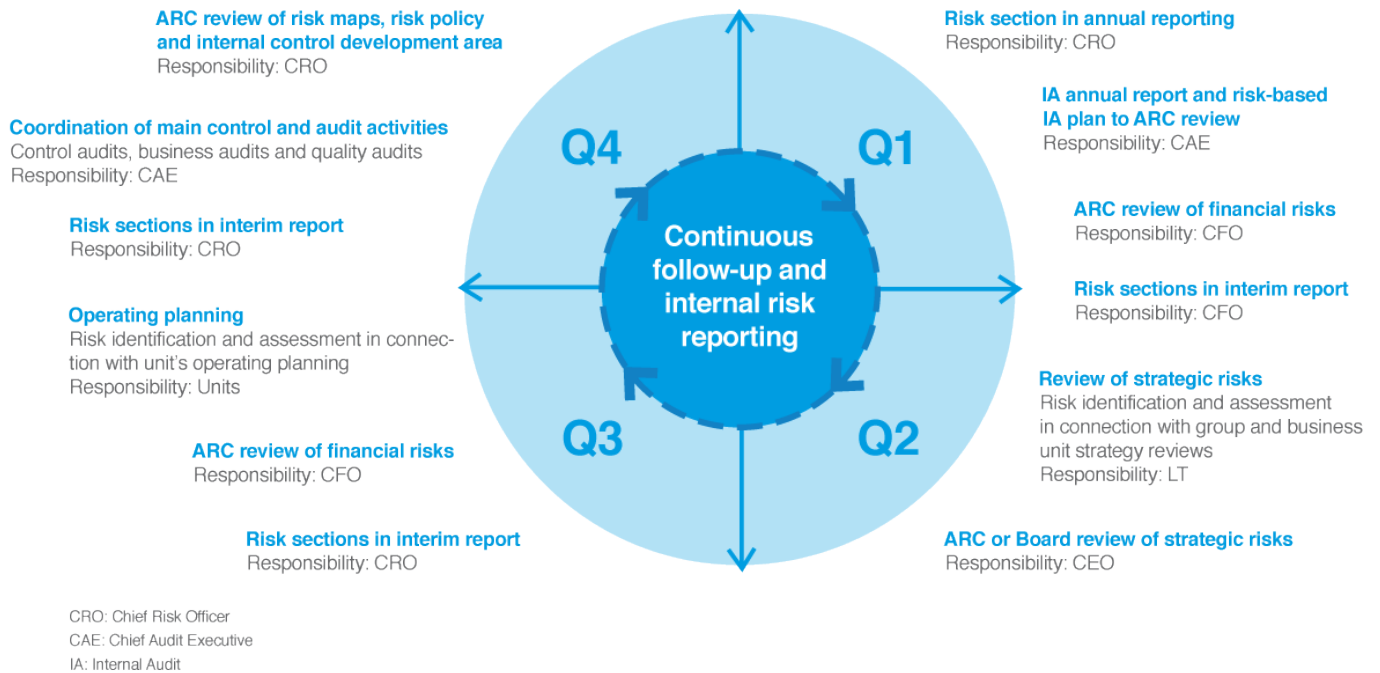 ARC review of risk maps, risk policy
and internal control development area
Responsibility: CRO
Coordination of main control and audit activities
Control audits, business audits and quality audits
Responsibility: CAE
Risk sections in interim report
Responsibility: CRO
Operating planning
Risk identification and assessment in connec-
tion with unit's operating planning
Responsibility: Units
ARC review of financial risks
Responsibility: CFO
Risk sections in interim report
Responsibility: CRO
Q4
Q1
Continuous
follow-up and
internal risk
reporting
Q3
Q2
Risk section in annual reporting
Responsibility: CRO
IA annual report and risk-based
IA plan to ARC review
Responsibility: CAE
ARC review of financial risks
Responsibility: CFO
Risk sections in interim report
Responsibility: CFO
Review of strategic risks
Risk identification and assessment
in connection with group and business
unit strategy reviews
Responsibility: LT
ARC or Board review of strategic risks
Responsibility: CEO
CRO: Chief Risk Officer
CAE: Chief Audit Executive
IA: Internal Audit